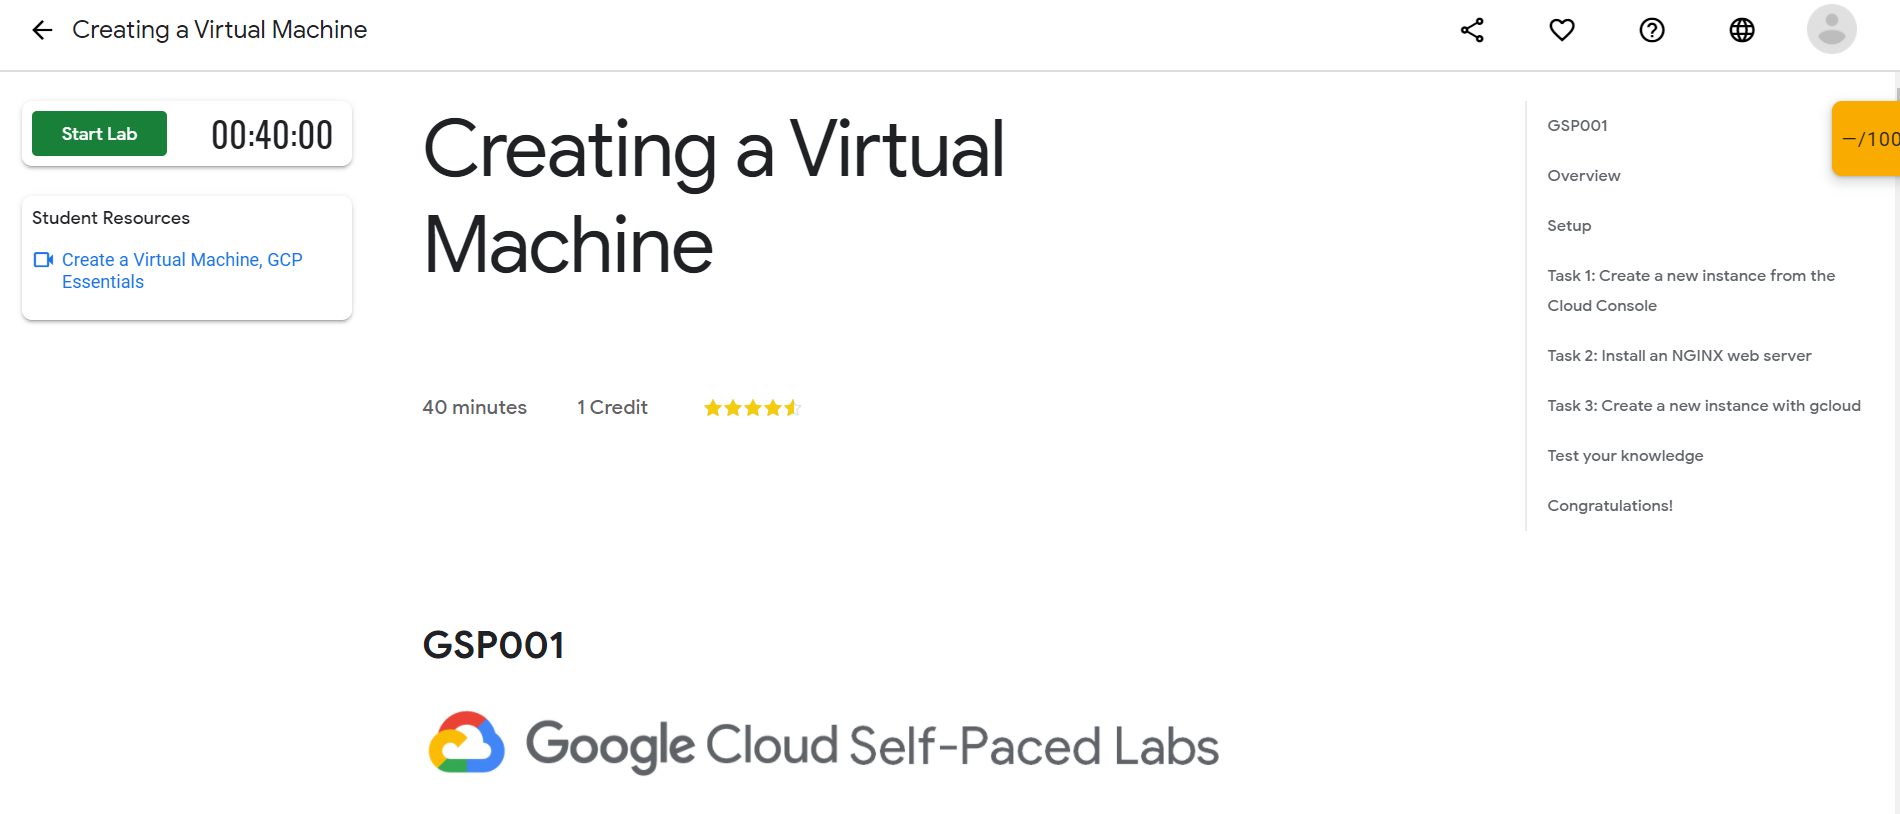 Creating a Virtual Machine
Start Lab
00:40:00
Student Resources
Create a Virtual Machine, GCP
Essentials
Creating a Virtual
Machine
40 minutes
1 Credit
GSP001
Google Cloud Self-Paced Labs
GSP001
Overview
Setup
Task 1: Create a new instance from the
Cloud Console
Task 2: Install an NGINX web server
Task 3: Create a new instance with gcloud
Test your knowledge
Congratulations!
–/100